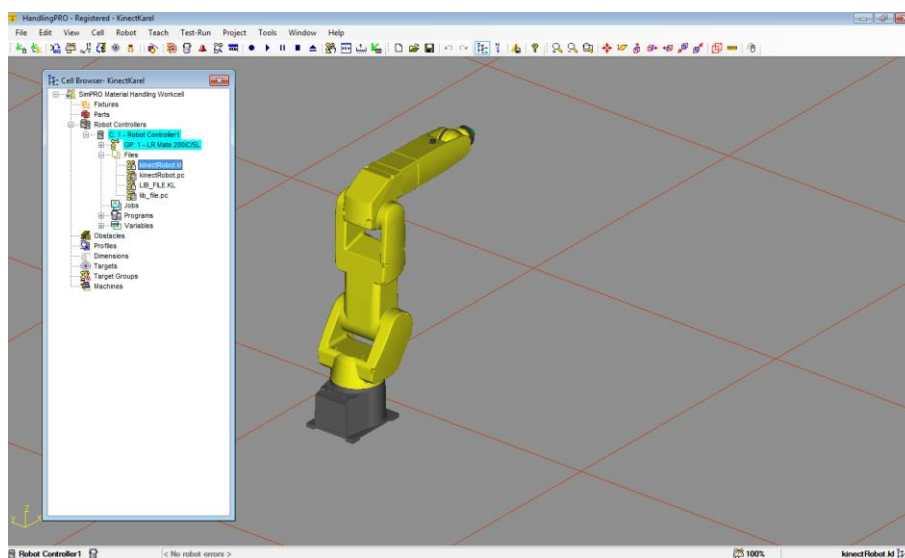 HandlingPRO - Registered - KinectKarel
File Edit View Cell Robot Teach Test-Run Project Tools Window Help
Cell Browser- KinectKarel
SimPRO Material Handling Workcell
Fixtures
Parts
Robot Controllers
C: 1 - Robot Controller1
GP: 1 - LR Mate 200iC/5L
Files
kinectRobot.kl
kinectRobot.pc
LIB_FILE.KL
lib_file.pc
Jobs
Programs
Variables
Obstacles
Profiles
Dimensions
Targets
Target Groups
Machines
Z
Robot Controller1 < No robot errors > 100% kinectRobot.kl